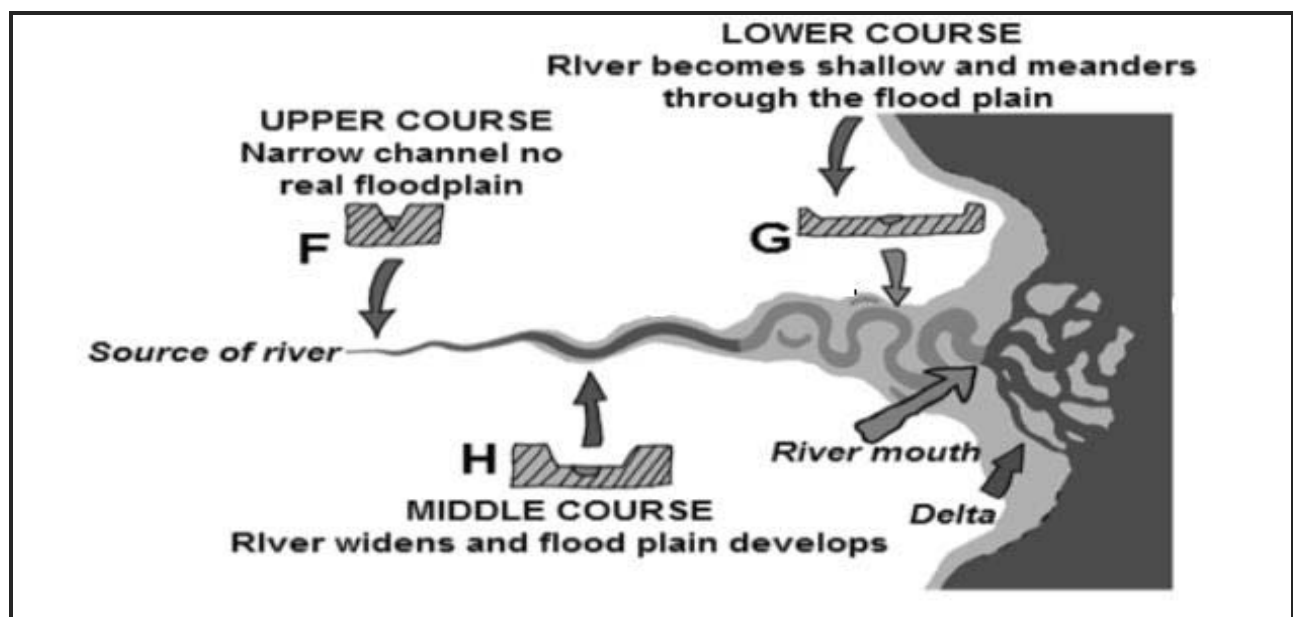 LOWER COURSE
RIver becomes shallow and meanders
through the flood plain
UPPER COURSE
Narrow channel no
real floodplain
F
G
Source of river
H
River mouth
Delta
MIDDLE COURSE
RIver widens and flood plain develops